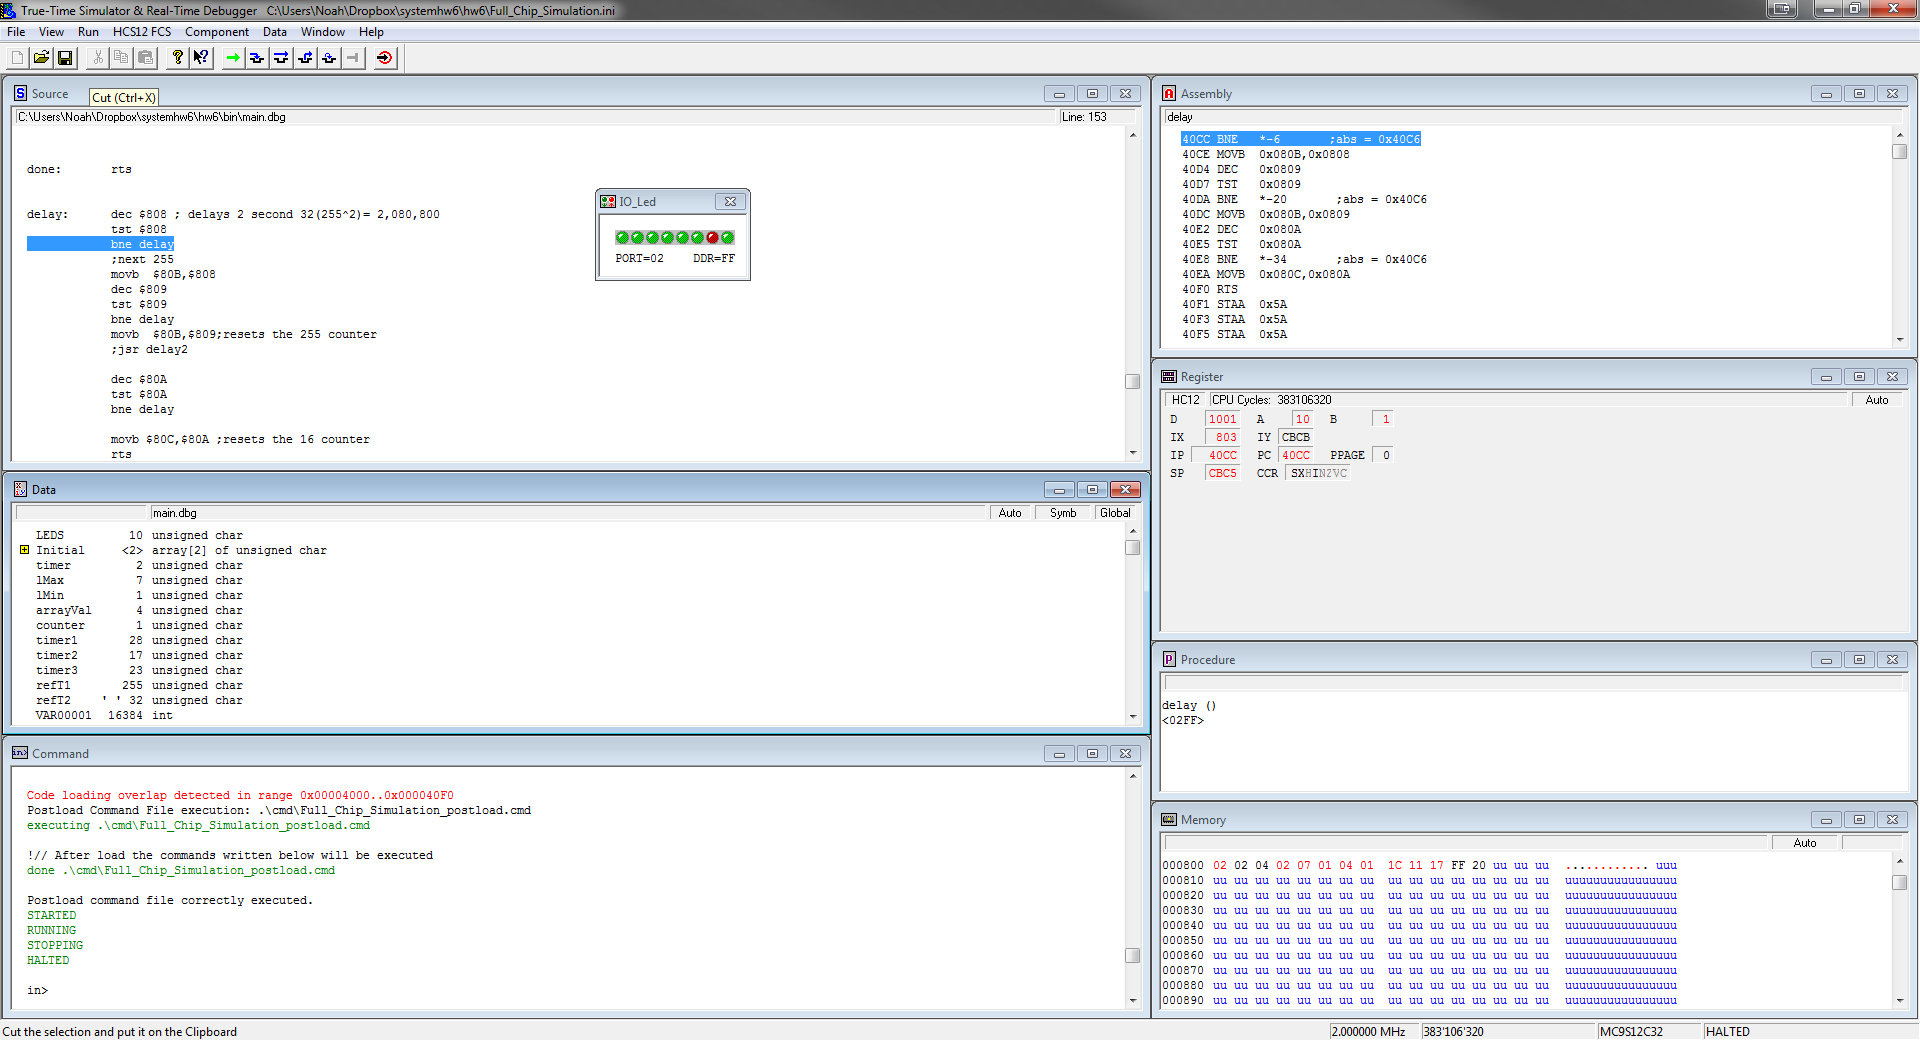 True-Time Simulator & Real-Time Debugger   C:\Users\Noah\Dropbox\systemhw6\hw6\Full_Chip_Simulation.ini
File View Run HCS12 FCS Component Data Window Help
Source
Cut (Ctrl+X)
C:\Users\Noah\Dropbox\systemhw6\hw6\bin\main.dbg Line: 153
done: rts
delay: dec $808 ; delays 2 second 32(255^2)= 2,080,800
tst $808
bne delay
;next 255
movb  $80B,$808
dec $809
tst $809
bne delay
movb  $80B,$809;resets the 255 counter
;jsr delay2
dec $80A
tst $80A
bne delay
movb $80C,$80A ;resets the 16 counter
rts
IO_Led
PORT=02 DDR=FF
Data
main.dbg Auto Symb Global
LEDS 10 unsigned char
Initial <2> array[2] of unsigned char
timer 2 unsigned char
lMax 7 unsigned char
lMin 1 unsigned char
arrayVal 4 unsigned char
counter 1 unsigned char
timer1 28 unsigned char
timer2 17 unsigned char
timer3 23 unsigned char
refT1 255 unsigned char
refT2 ' ' 32 unsigned char
VAR00001 16384 int
Command
Code loading overlap detected in range 0x00004000..0x000040F0
Postload Command File execution: .\cmd\Full_Chip_Simulation_postload.cmd
executing .\cmd\Full_Chip_Simulation_postload.cmd
!// After load the commands written below will be executed
done .\cmd\Full_Chip_Simulation_postload.cmd
Postload command file correctly executed.
STARTED
RUNNING
STOPPING
HALTED
in>
Assembly
delay
40CC BNE *-6 ;abs = 0x40C6
40CE MOVB 0x080B,0x0808
40D4 DEC 0x0809
40D7 TST 0x0809
40DA BNE *-20 ;abs = 0x40C6
40DC MOVB 0x080B,0x0809
40E2 DEC 0x080A
40E5 TST 0x080A
40E8 BNE *-34 ;abs = 0x40C6
40EA MOVB 0x080C,0x080A
40F0 RTS
40F1 STAA 0x5A
40F3 STAA 0x5A
40F5 STAA 0x5A
Register
HC12 CPU Cycles: 383106320 Auto
D 1001 A 10 B 1
IX 803 IY CBCB
IP 40CC PC 40CC PPAGE 0
SP CBC5 CCR SXHINZVC
Procedure
delay ()
<02FF>
Memory
Auto
000800 02 02 04 02 07 01 04 01 1C 11 17 FF 20 uu uu uu ............ uuu
000810 uu uu uu uu uu uu uu uu uu uu uu uu uu uu uu uu uuuuuuuuuuuuuuuu
000820 uu uu uu uu uu uu uu uu uu uu uu uu uu uu uu uu uuuuuuuuuuuuuuuu
000830 uu uu uu uu uu uu uu uu uu uu uu uu uu uu uu uu uuuuuuuuuuuuuuuu
000840 uu uu uu uu uu uu uu uu uu uu uu uu uu uu uu uu uuuuuuuuuuuuuuuu
000850 uu uu uu uu uu uu uu uu uu uu uu uu uu uu uu uu uuuuuuuuuuuuuuuu
000860 uu uu uu uu uu uu uu uu uu uu uu uu uu uu uu uu uuuuuuuuuuuuuuuu
000870 uu uu uu uu uu uu uu uu uu uu uu uu uu uu uu uu uuuuuuuuuuuuuuuu
000880 uu uu uu uu uu uu uu uu uu uu uu uu uu uu uu uu uuuuuuuuuuuuuuuu
000890 uu uu uu uu uu uu uu uu uu uu uu uu uu uu uu uu uuuuuuuuuuuuuuuu
Cut the selection and put it on the Clipboard 2.000000 MHz 383'106'320 MC9S12C32 HALTED